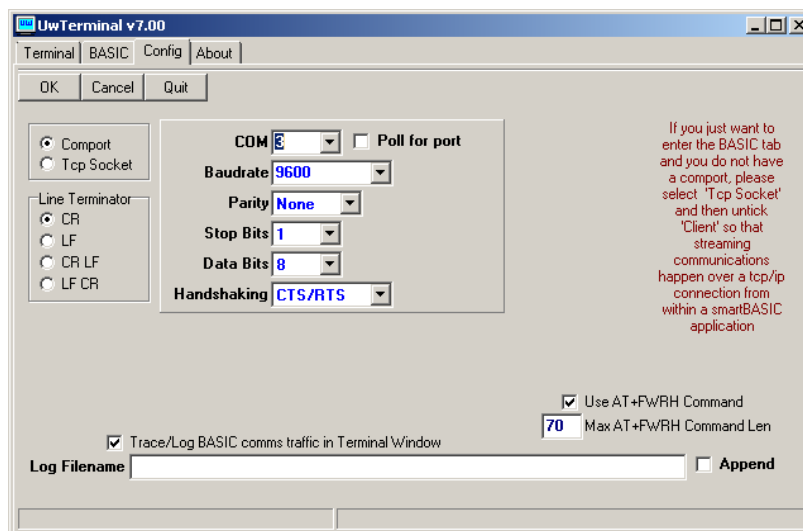 UwTerminal v7.00
Terminal BASIC Config About
OK Cancel Quit
Comport
Tcp Socket
Line Terminator
CR
LF
CR LF
LF CR
COM 3 Poll for port
Baudrate 9600
Parity None
Stop Bits 1
Data Bits 8
Handshaking CTS/RTS
If you just want to
enter the BASIC tab
and you do not have
a comport, please
select 'Tcp Socket'
and then untick
'Client' so that
streaming
communications
happen over a tcp/ip
connection from
within a smartBASIC
application
Use AT+FWRH Command
70 Max AT+FWRH Command Len
Trace/Log BASIC comms traffic in Terminal Window
Log Filename Append